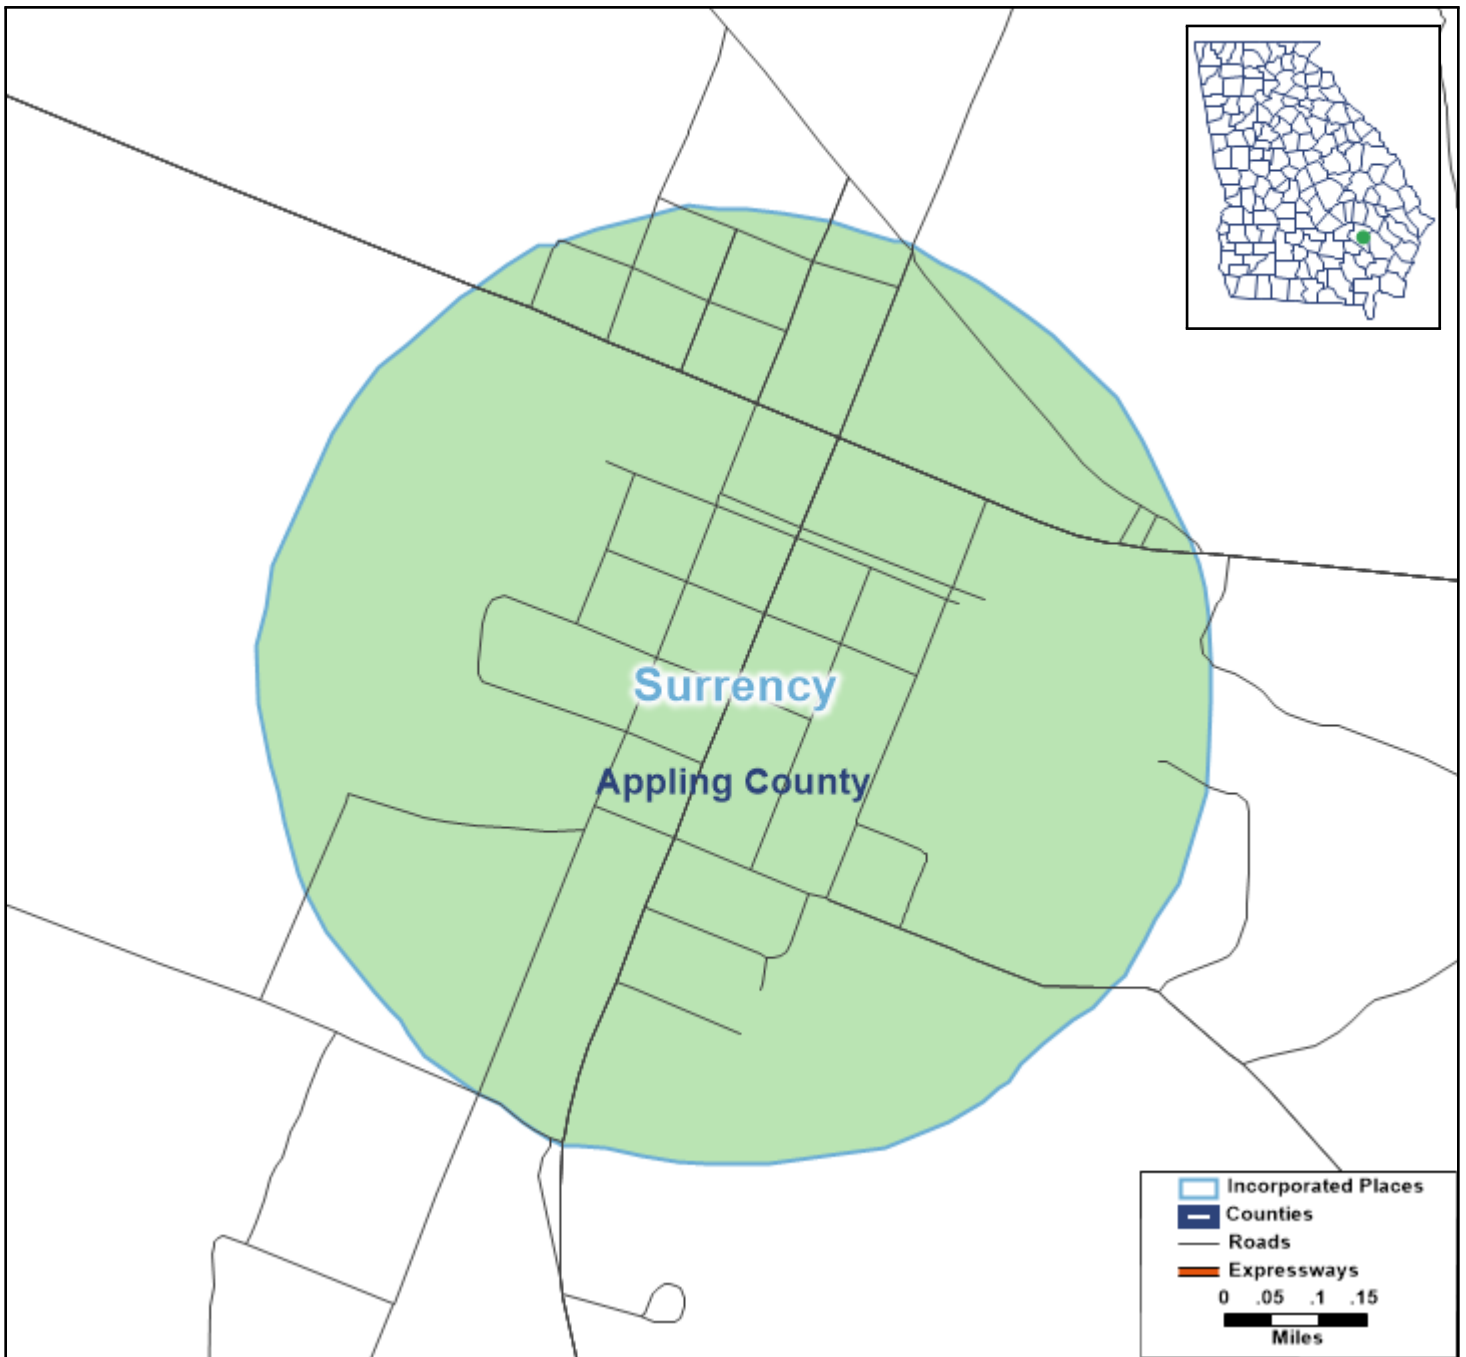 Surrency
Appling County
Incorporated Places
Counties
Roads
Expressways
0 .05 .1 .15
Miles